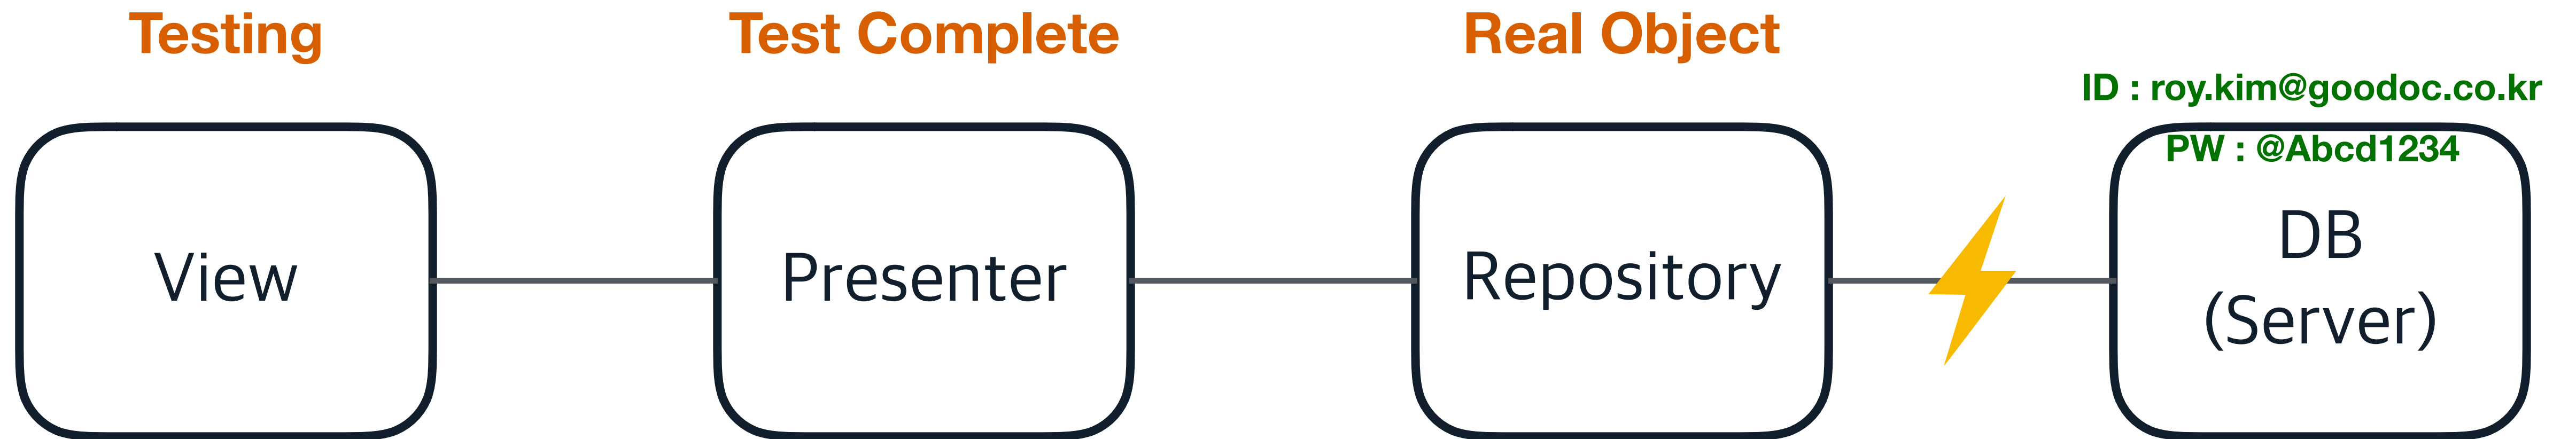 Testing
Test Complete
Real Object
ID : roy.kim@goodoc.co.kr
PW : @Abcd1234
View
Presenter
Repository
DB
(Server)